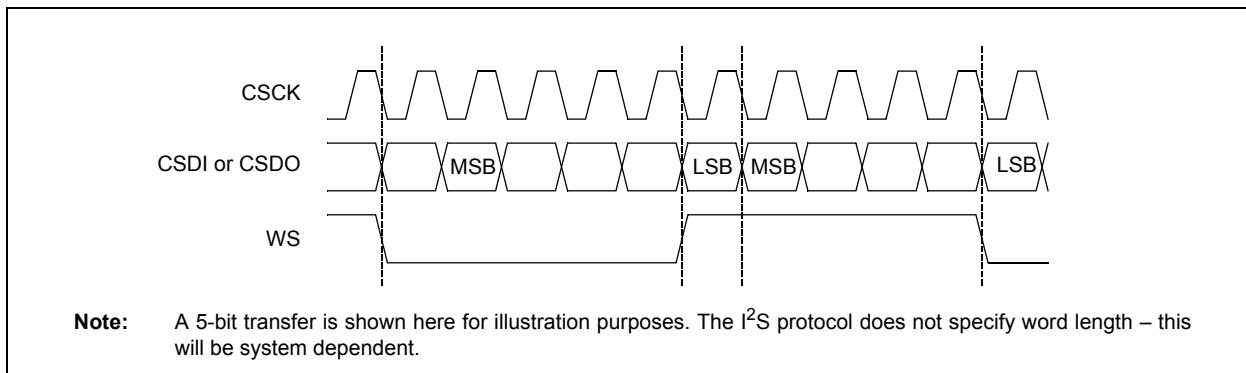 CSCK
CSDI or CSDO
MSB
LSB
MSB
LSB
WS
Note: A 5-bit transfer is shown here for illustration purposes. The I2S protocol does not specify word length – this
will be system dependent.